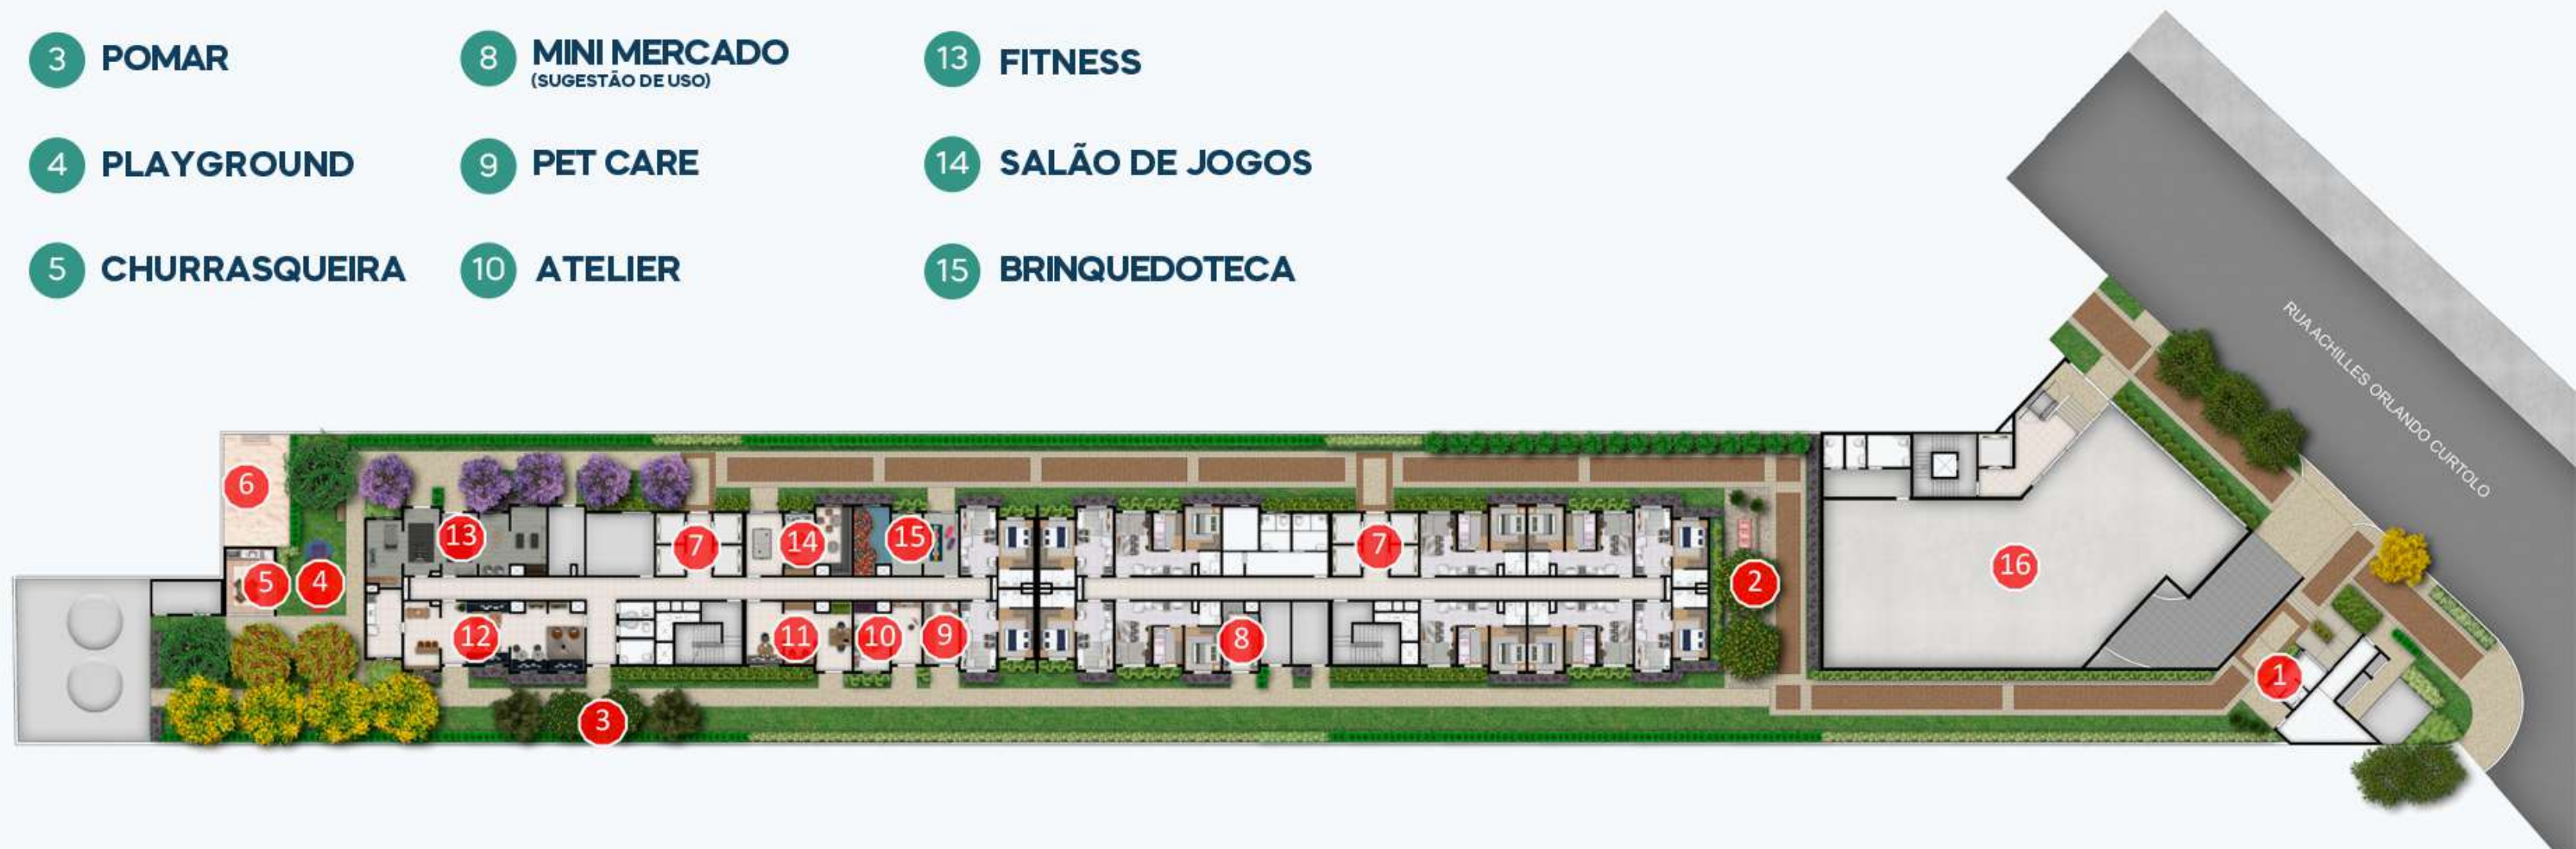 3 POMAR
8 MINI MERCADO
(SUGESTÃO DE USO)
13 FITNESS
4 PLAYGROUND
9 PET CARE
14 SALÃO DE JOGOS
5 CHURRASQUEIRA
10 ATELIER
15 BRINQUEDOTECA
RUA ACHILLES ORLANDO CURTOLO
6
13
7
14
15
7
5
4
2
16
12
11
10
9
8
1
3